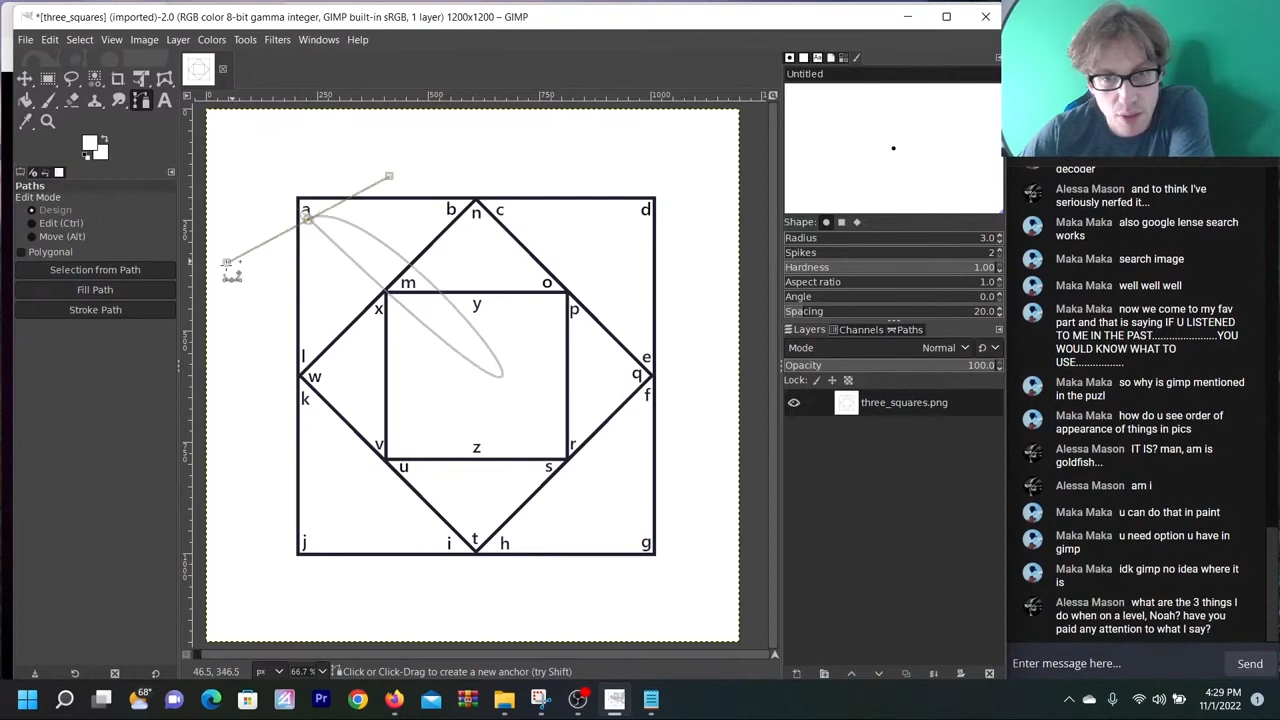 *[three_squares] (imported)-2.0 (RGB color 8-bit gamma integer, GIMP built-in sRGB, 1 layer) 1200x1200 – GIMP
File Edit Select View Image Layer Colors Tools Filters Windows Help
0 250 500 750 1000
Paths
Edit Mode
Design
Edit (Ctrl)
Move (Alt)
Polygonal
Selection from Path
Fill Path
Stroke Path
a b n c d
m o
x y p
l e
w q
k f
v z r
u s
j i t h g
46.5, 346.5 px 66.7 % Click or Click-Drag to create a new anchor (try Shift)
Untitled
Shape:
Radius 3.0
Spikes 2
Hardness 1.00
Aspect ratio 1.0
Angle 0.0
Spacing 20.0
Layers Channels Paths
Mode Normal
Opacity 100.0
Lock:
three_squares.png
decoder
Alessa Mason and to think I've
seriously nerfed it...
Maka Maka also google lense search
works
Maka Maka search image
Maka Maka well well well
Maka Maka now we come to my fav
part and that is saying IF U LISTENED
TO ME IN THE PAST.......................YOU
WOULD KNOW WHAT TO
USE................
Maka Maka so why is gimp mentioned
in the puzl
Maka Maka how do u see order of
appearance of things in pics
Alessa Mason IT IS? man, am is
goldfish...
Alessa Mason am i
Maka Maka u can do that in paint
Maka Maka u need option u have in
gimp
Maka Maka idk gimp no idea where it
is
Alessa Mason what are the 3 things I
do when on a level, Noah? have you
paid any attention to what I say?
Enter message here... Send
68°
Pr
4:29 PM
11/1/2022